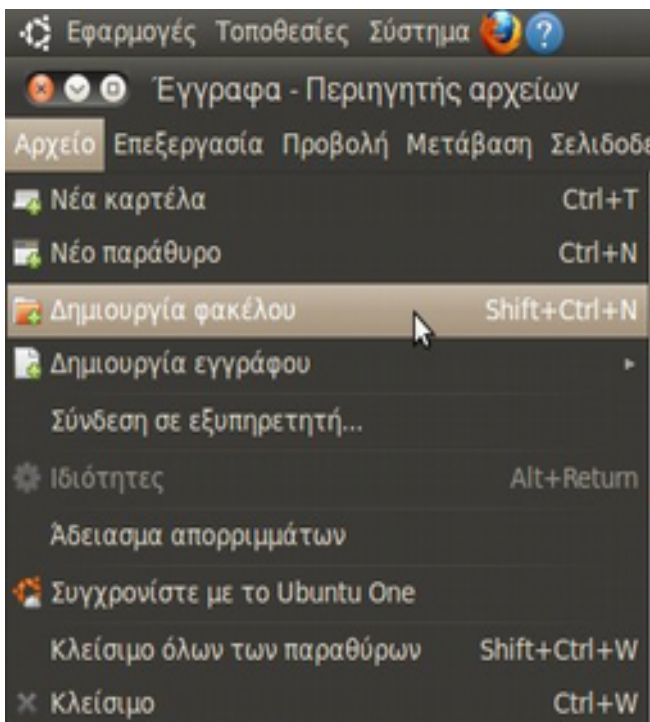 Εφαρμογές Τοποθεσίες Σύστημα ?
Έγγραφα - Περιηγητής αρχείων
Αρχείο Επεξεργασία Προβολή Μετάβαση Σελιδοδε
Νέα καρτέλα Ctrl+T
Νέο παράθυρο Ctrl+N
Δημιουργία φακέλου Shift+Ctrl+N
Δημιουργία εγγράφου
Σύνδεση σε εξυπηρετητή...
Ιδιότητες Alt+Return
Άδειασμα απορριμμάτων
Συγχρονίστε με το Ubuntu One
Κλείσιμο όλων των παραθύρων Shift+Ctrl+W
Κλείσιμο Ctrl+W